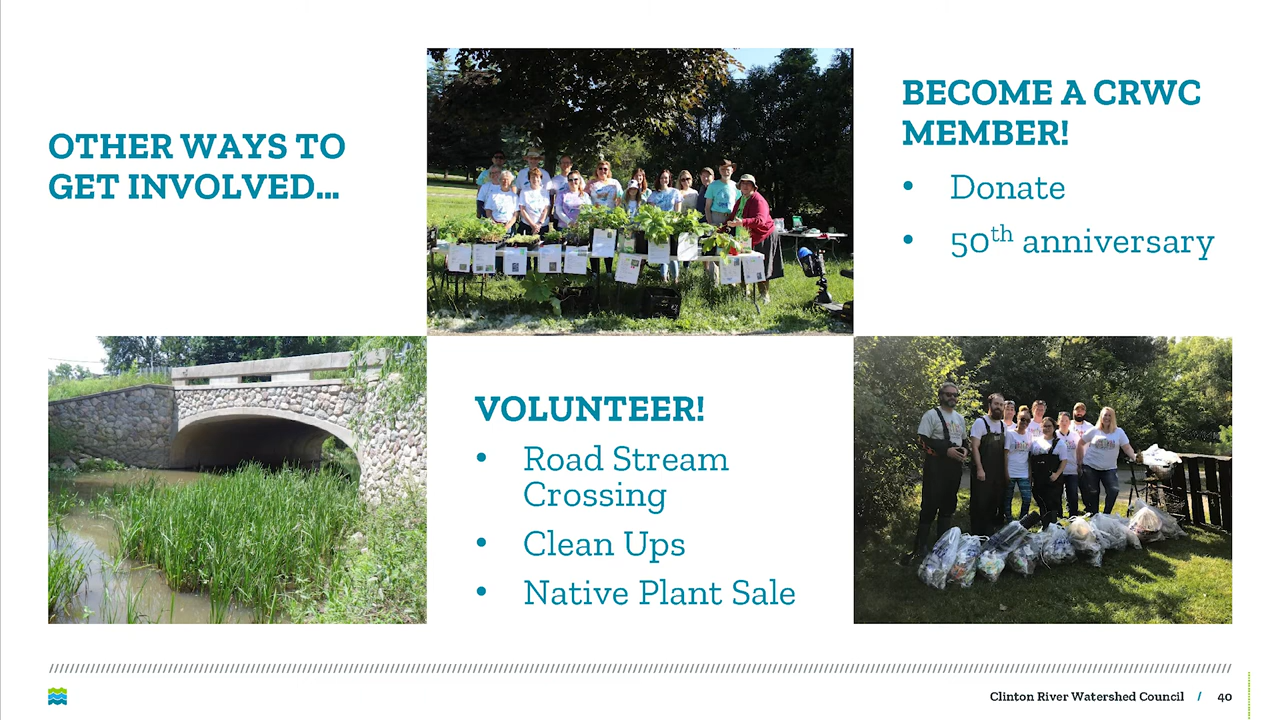 OTHER WAYS TO
GET INVOLVED...
BECOME A CRWC
MEMBER!
• Donate
• 50th anniversary
VOLUNTEER!
• Road Stream
Crossing
• Clean Ups
• Native Plant Sale
Clinton River Watershed Council / 40